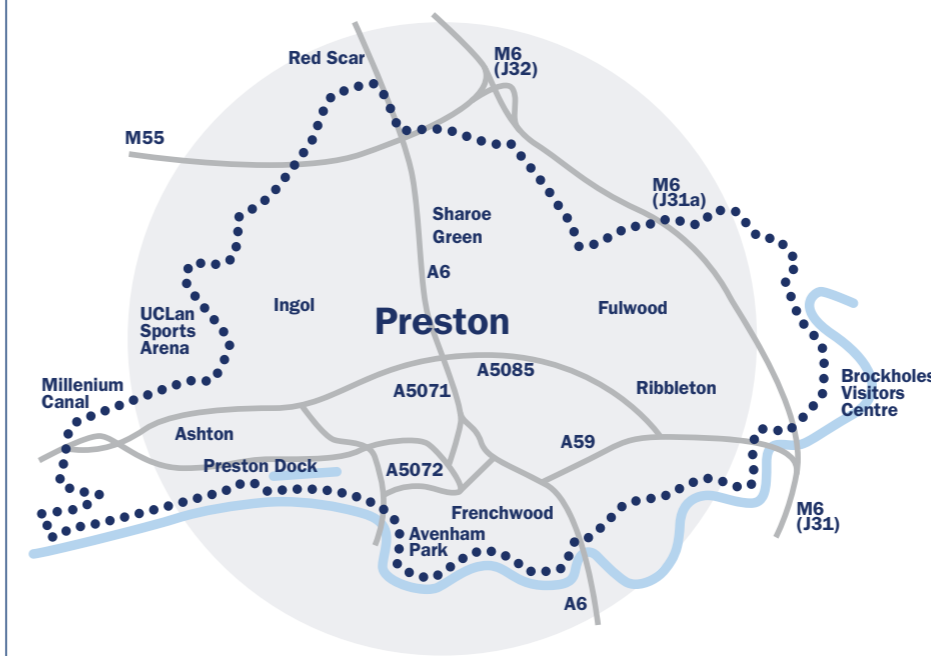 Red Scar
M6
(J32)
M55
M6
(J31a)
Sharoe
Green
A6
Ingol
Preston
Fulwood
UCLan
Sports
Arena
A5085
Millenium
Canal
A5071
Ribbleton
Brockholes
Visitors
Centre
Ashton
A59
Preston Dock
A5072
Frenchwood
M6
(J31)
Avenham
Park
A6